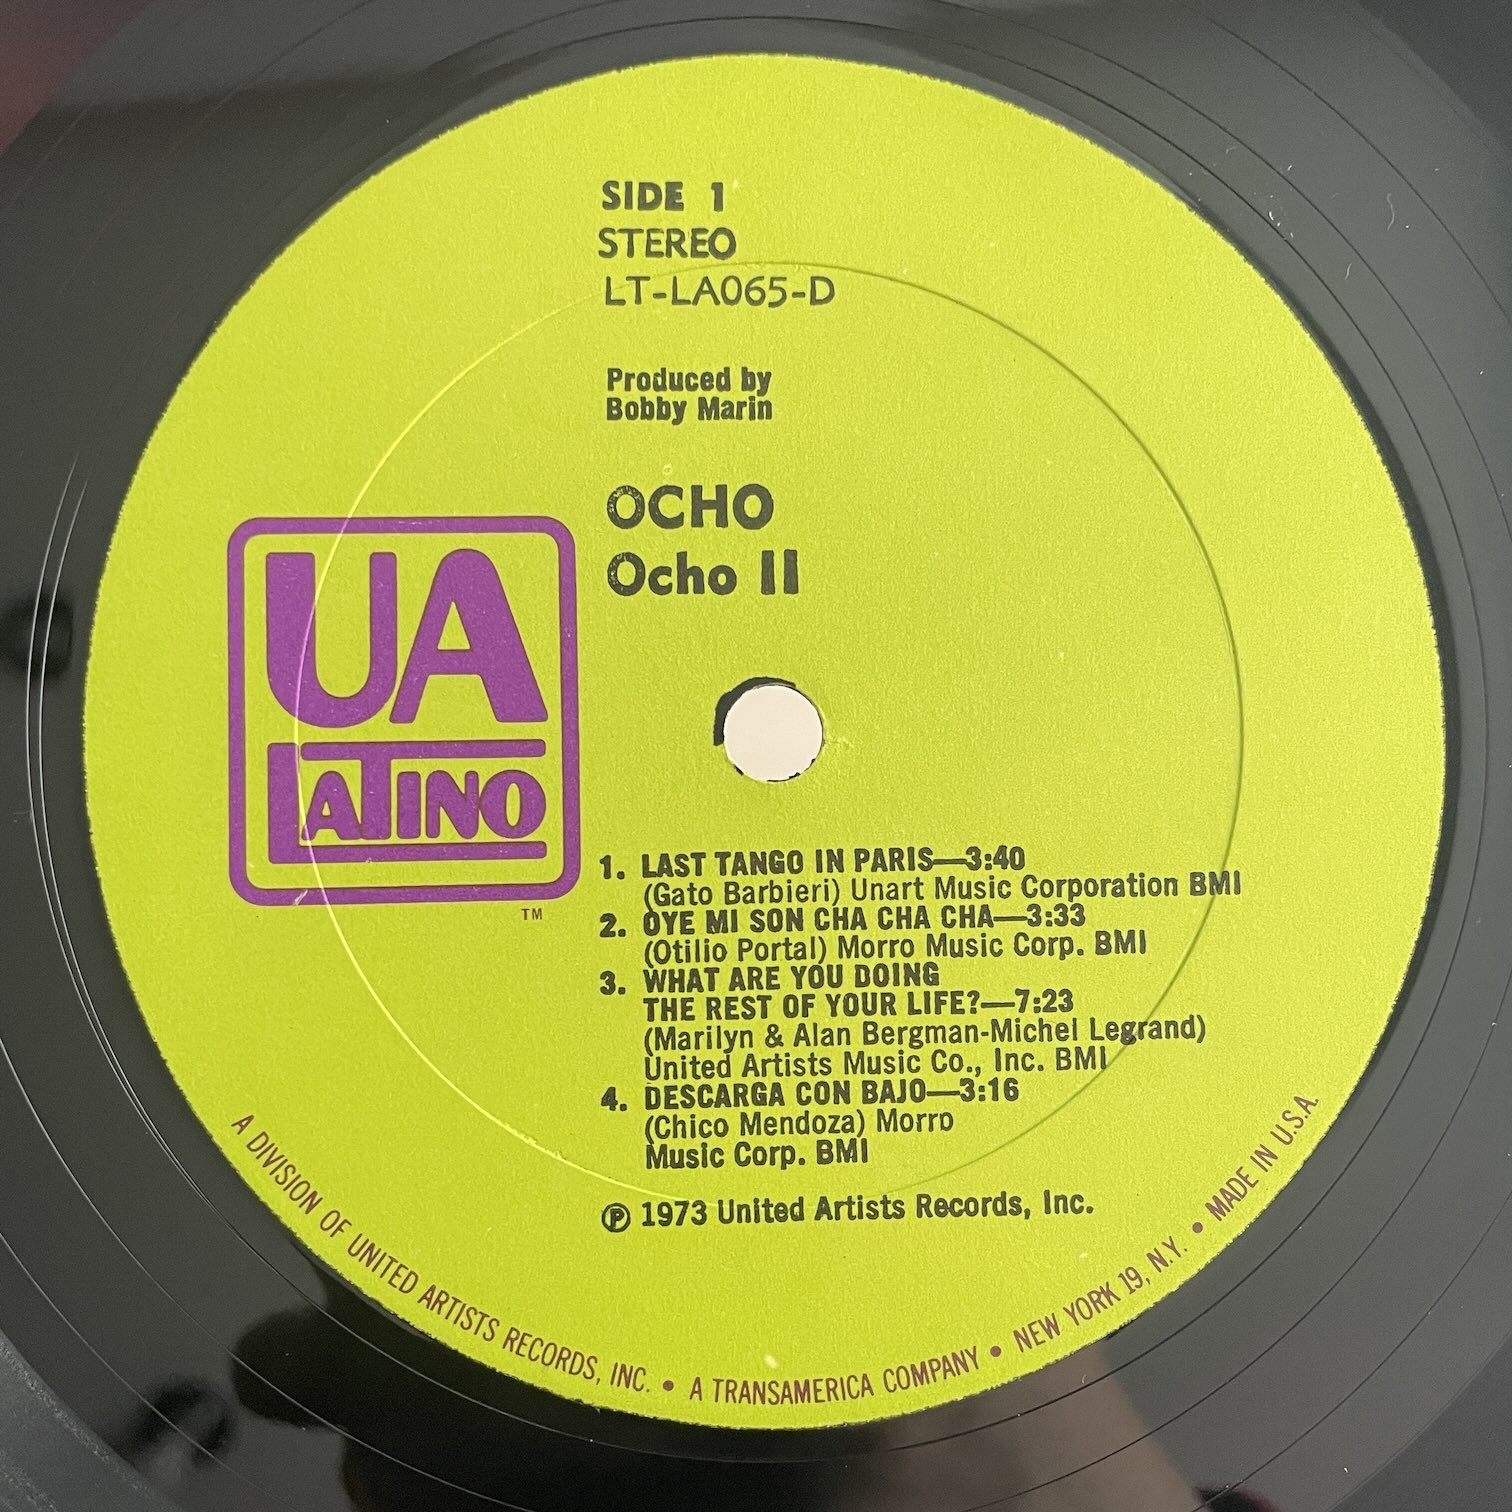 SIDE 1
STEREO
LT-LA065-D
Produced by
Bobby Marin
OCHO
Ocho II
UA
LATINO
TM
1. LAST TANGO IN PARIS—3:40
(Gato Barbieri) Unart Music Corporation BMI
2. OYE MI SON CHA CHA CHA—3:33
(Otilio Portal) Morro Music Corp. BMI
3. WHAT ARE YOU DOING
THE REST OF YOUR LIFE?—7:23
(Marilyn & Alan Bergman-Michel Legrand)
United Artists Music Co., Inc. BMI
4. DESCARGA CON BAJO—3:16
(Chico Mendoza) Morro
Music Corp. BMI
℗ 1973 United Artists Records, Inc.
A DIVISION OF UNITED ARTISTS RECORDS, INC. • A TRANSAMERICA COMPANY • NEW YORK 19, N.Y. • MADE IN U.S.A.